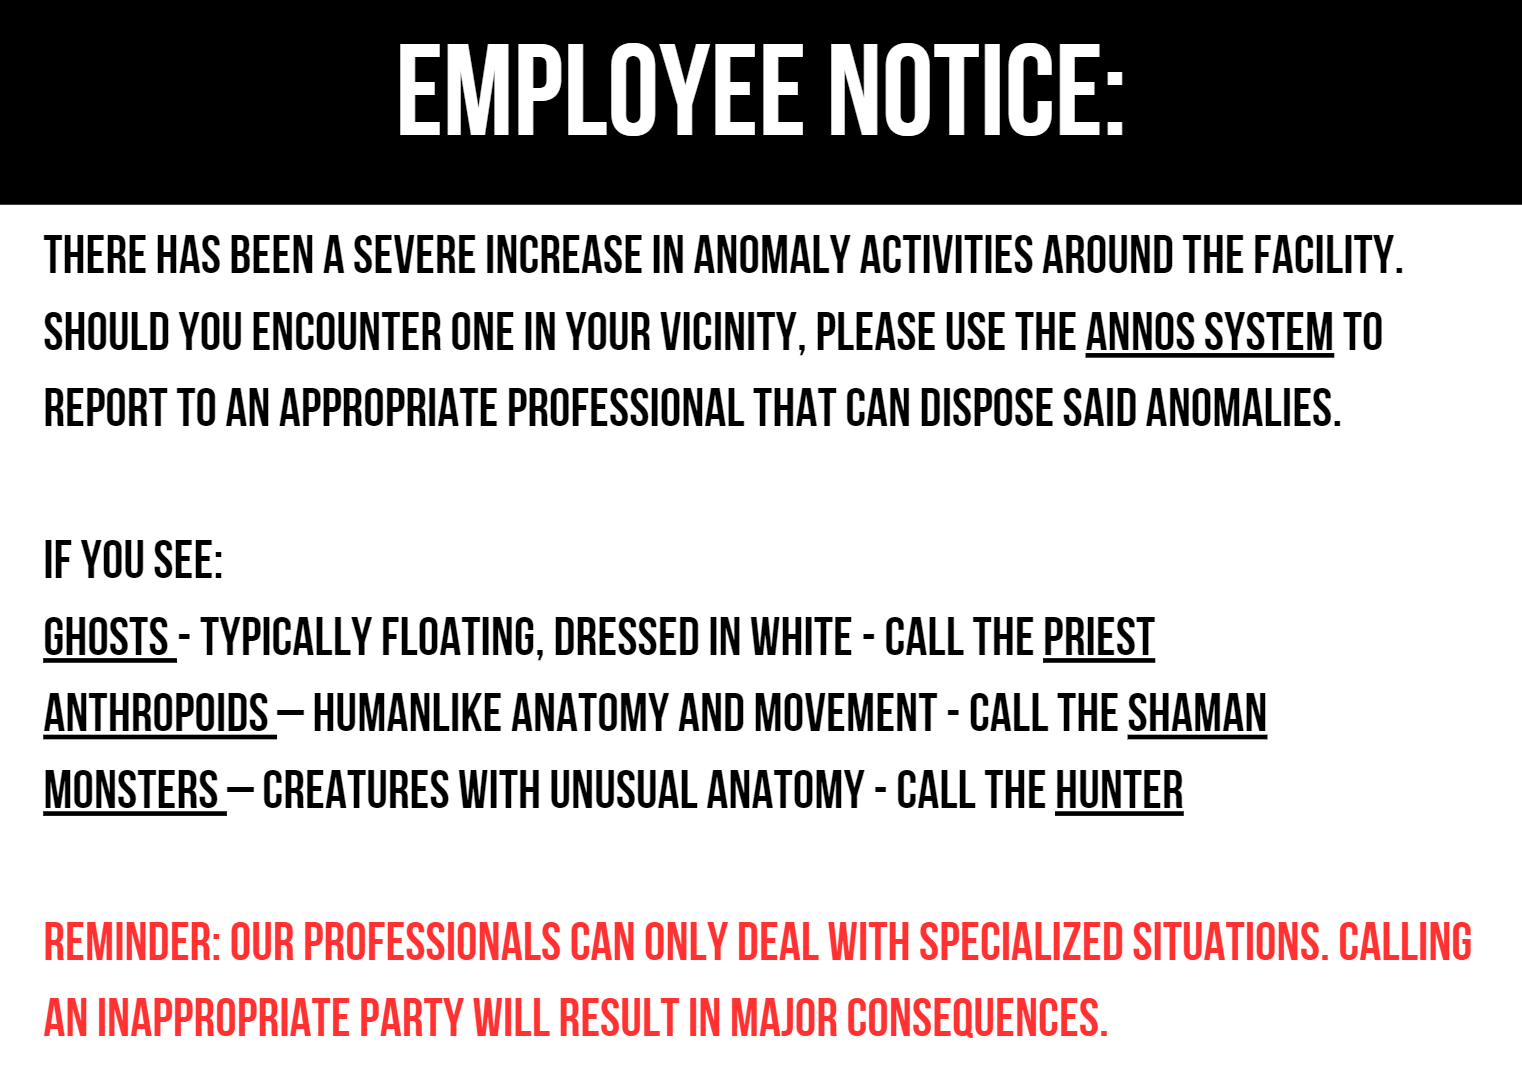 EMPLOYEE NOTICE:
THERE HAS BEEN A SEVERE INCREASE IN ANOMALY ACTIVITIES AROUND THE FACILITY.
SHOULD YOU ENCOUNTER ONE IN YOUR VICINITY, PLEASE USE THE ANNOS SYSTEM TO
REPORT TO AN APPROPRIATE PROFESSIONAL THAT CAN DISPOSE SAID ANOMALIES.
IF YOU SEE:
GHOSTS - TYPICALLY FLOATING, DRESSED IN WHITE - CALL THE PRIEST
ANTHROPOIDS – HUMANLIKE ANATOMY AND MOVEMENT - CALL THE SHAMAN
MONSTERS – CREATURES WITH UNUSUAL ANATOMY - CALL THE HUNTER
REMINDER: OUR PROFESSIONALS CAN ONLY DEAL WITH SPECIALIZED SITUATIONS. CALLING
AN INAPPROPRIATE PARTY WILL RESULT IN MAJOR CONSEQUENCES.